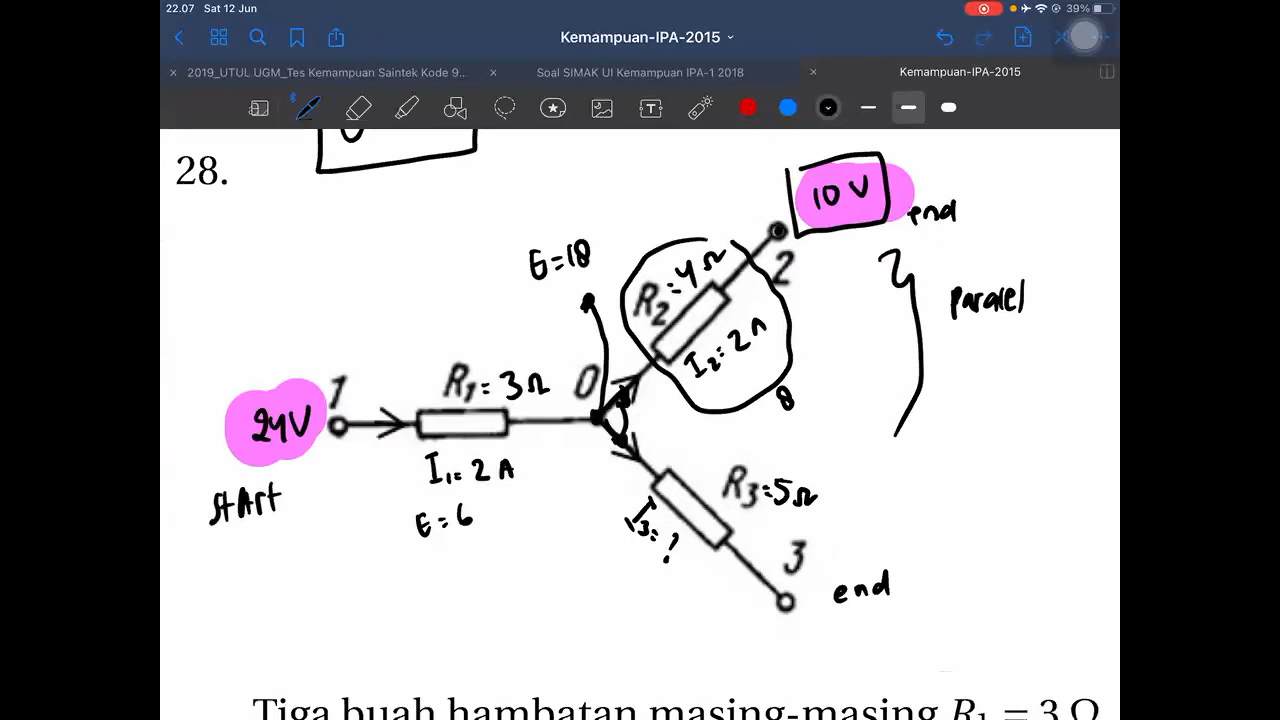 22.07 Sat 12 Jun
39%
Kemampuan-IPA-2015
2019_UTUL UGM_Tes Kemampuan Saintek Kode 9...
Soal SIMAK UI Kemampuan IPA-1 2018
Kemampuan-IPA-2015
T
28.
10 V
end
E=18
2
R2=4Ω
I2=2A
paralel
8
24V
1
R1=3Ω
0
I1=2A
start
E=6
R3=5Ω
I3=?
3
end
Tiga buah hambatan masing-masing R1 = 3 Ω